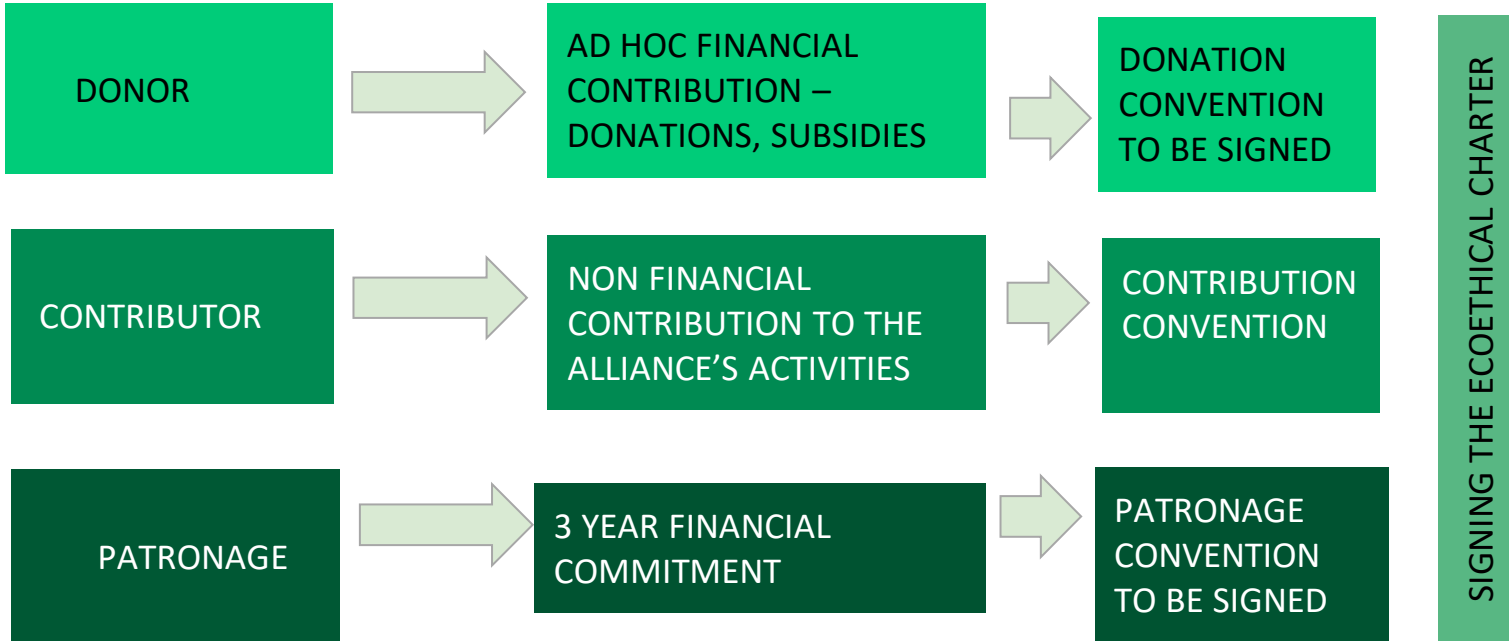 DONOR
AD HOC FINANCIAL
CONTRIBUTION –
DONATIONS, SUBSIDIES
DONATION
CONVENTION
TO BE SIGNED
CONTRIBUTOR
NON FINANCIAL
CONTRIBUTION TO THE
ALLIANCE’S ACTIVITIES
CONTRIBUTION
CONVENTION
PATRONAGE
3 YEAR FINANCIAL
COMMITMENT
PATRONAGE
CONVENTION
TO BE SIGNED
SIGNING THE ECOETHICAL CHARTER